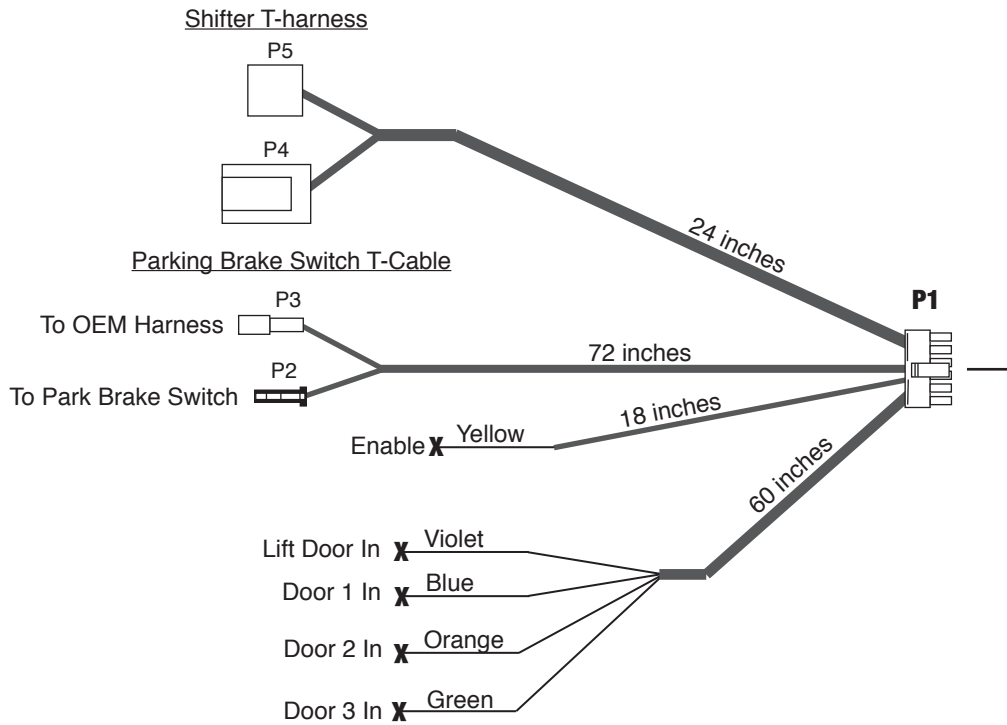 Shifter T-harness
P5
P4
24 inches
Parking Brake Switch T-Cable
P1
P3
To OEM Harness
72 inches
P2
To Park Brake Switch
18 inches
Enable X Yellow
60 inches
Lift Door In X Violet
Door 1 In X Blue
Door 2 In X Orange
Door 3 In X Green